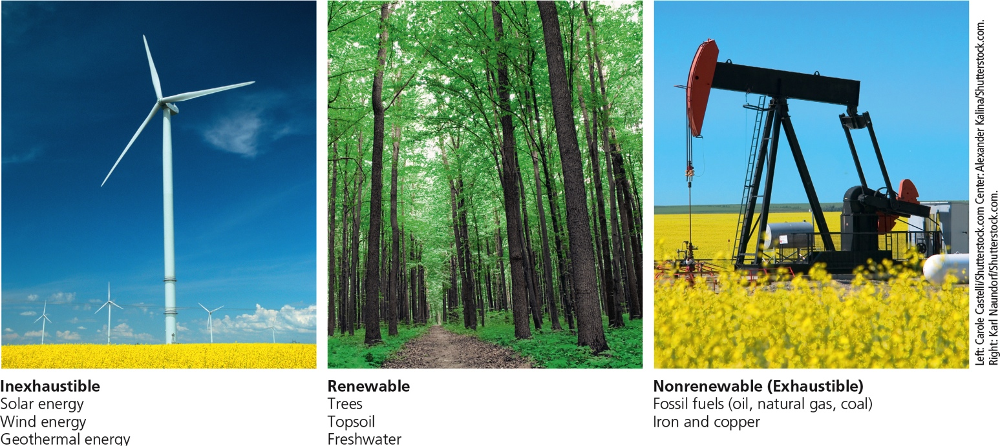 Inexhaustible
Solar energy
Wind energy
Geothermal energy
Renewable
Trees
Topsoil
Freshwater
Nonrenewable (Exhaustible)
Fossil fuels (oil, natural gas, coal)
Iron and copper
Left: Carole Castelli/Shutterstock.com Center: Alexander Kalina/Shutterstock.com.
Right: Karl Naundorf/Shutterstock.com.